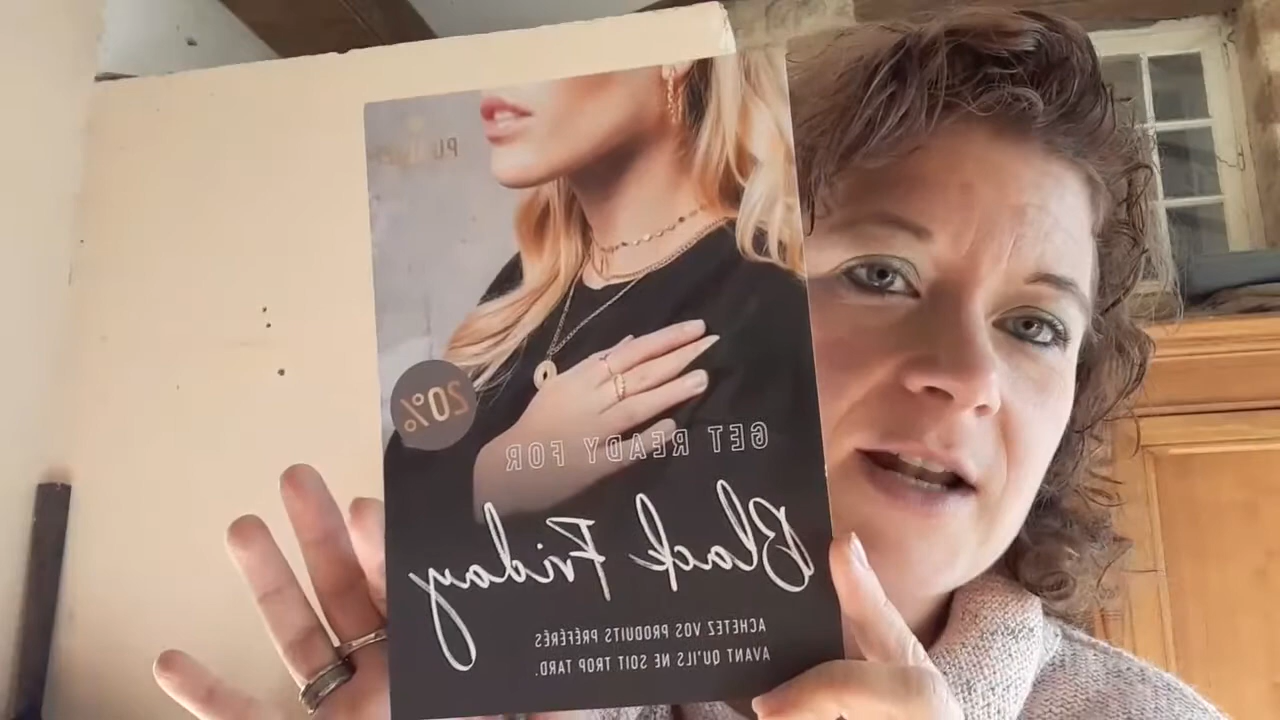 20%
GET READY FOR
Black Friday
ACHETEZ VOS PRODUITS PRÉFÉRÉS
AVANT QU'ILS NE SOIT TROP TARD.